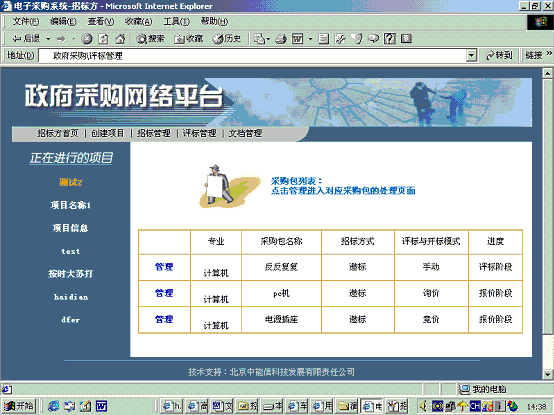 电子采购系统-招标方 - Microsoft Internet Explorer
文件(F) 编辑(E) 查看(V) 收藏(A) 工具(T) 帮助(H)
后退 搜索 收藏 历史
地址(D) 政府采购\评标管理 转到 链接 »
政府采购网络平台
招标方首页 | 创建项目 | 招标管理 | 评标管理 | 文档管理
正在进行的项目
测试2
项目名称1
项目信息
test
按时大苏打
haidian
dfer
采购包列表：
点击管理进入对应采购包的处理页面
专业 采购包名称 招标方式 评标与开标模式 进度
管理 计算机 反反复复 邀标 手动 评标阶段
管理 计算机 pc机 邀标 询价 报价阶段
管理 计算机 电源插座 邀标 竞价 报价阶段
技术支持：北京中能信科技发展有限责任公司
我的电脑
开始 14:38